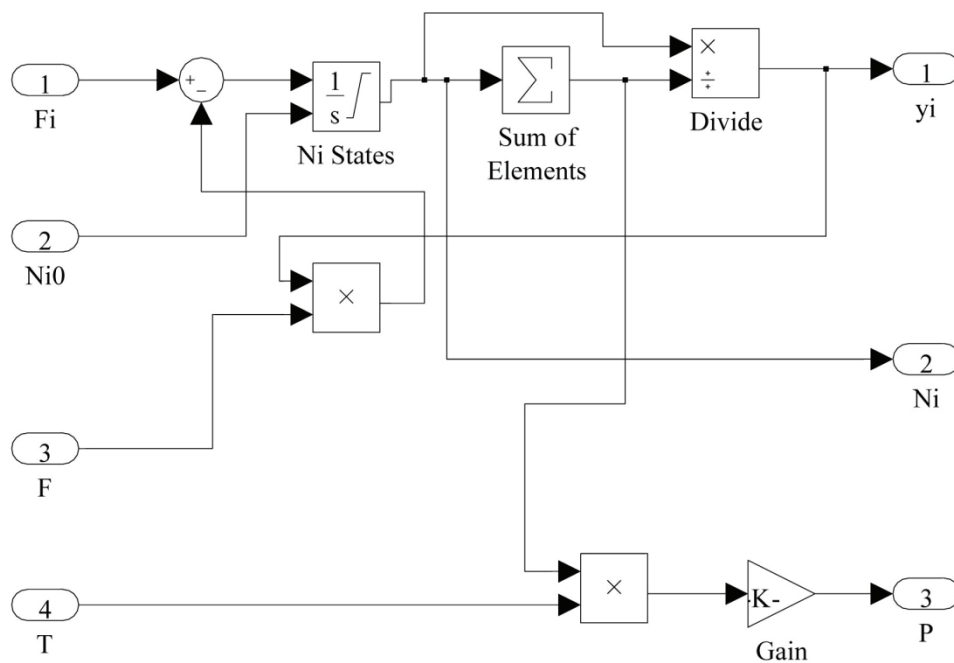 1
Fi
+
−
1
s
Ni States
∑
Sum of
Elements
×
÷
Divide
1
yi
2
Ni0
×
2
Ni
3
F
4
T
×
-K-
Gain
3
P